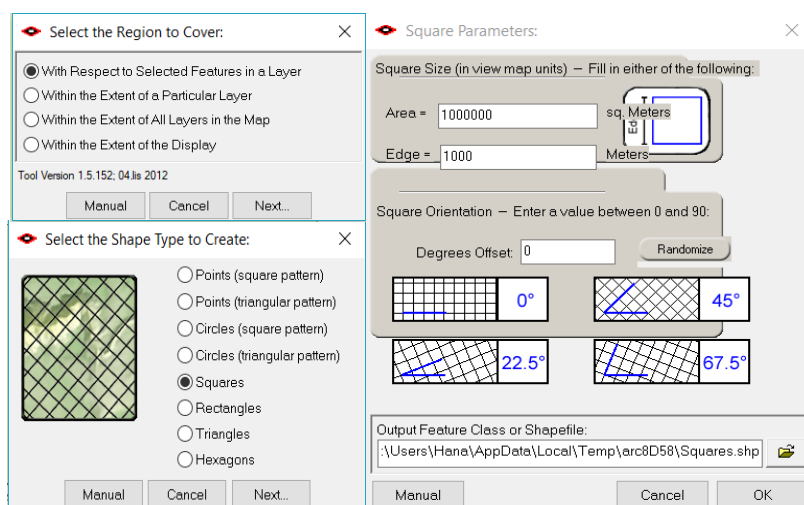 Select the Region to Cover:
With Respect to Selected Features in a Layer
Within the Extent of a Particular Layer
Within the Extent of All Layers in the Map
Within the Extent of the Display
Tool Version 1.5.152; 04.lis 2012
Manual Cancel Next...
Select the Shape Type to Create:
Points (square pattern)
Points (triangular pattern)
Circles (square pattern)
Circles (triangular pattern)
Squares
Rectangles
Triangles
Hexagons
Manual Cancel Next...
Square Parameters:
Square Size (in view map units) – Fill in either of the following:
Area = 1000000 sq. Meters
Edge = 1000 Meters
Square Orientation – Enter a value between 0 and 90:
Degrees Offset: 0 Randomize
0° 45°
22.5° 67.5°
Output Feature Class or Shapefile:
:\Users\Hana\AppData\Local\Temp\arc8D58\Squares.shp
Manual Cancel OK